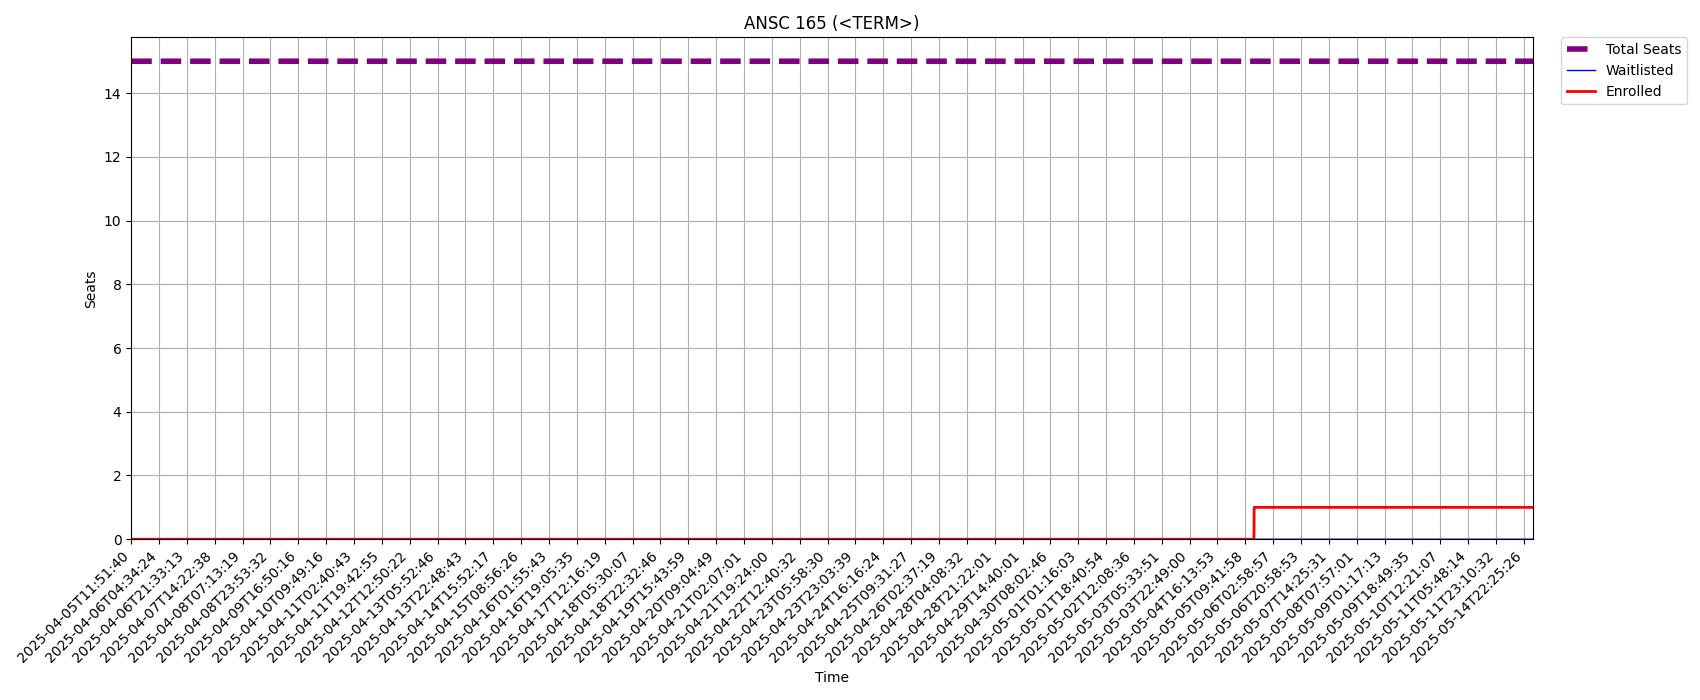 ANSC 165 (<TERM>)
Total Seats
Waitlisted
Enrolled
Seats
14
12
10
8
6
4
2
0
2025-04-05T11:51:40
2025-04-06T04:34:24
2025-04-06T21:33:13
2025-04-07T14:22:38
2025-04-08T07:13:19
2025-04-08T23:53:32
2025-04-09T16:50:16
2025-04-10T09:49:16
2025-04-11T02:40:43
2025-04-11T19:42:55
2025-04-12T12:50:22
2025-04-13T05:52:46
2025-04-13T22:48:43
2025-04-14T15:52:17
2025-04-15T08:56:26
2025-04-16T01:55:43
2025-04-16T19:05:35
2025-04-17T12:16:19
2025-04-18T05:30:07
2025-04-18T22:32:46
2025-04-19T15:43:59
2025-04-20T09:04:49
2025-04-21T02:07:01
2025-04-21T19:24:00
2025-04-22T12:40:32
2025-04-23T05:58:30
2025-04-23T23:03:39
2025-04-24T16:16:24
2025-04-25T09:31:27
2025-04-26T02:37:19
2025-04-28T04:08:32
2025-04-28T21:22:01
2025-04-29T14:40:01
2025-04-30T08:02:46
2025-05-01T01:16:03
2025-05-01T18:40:54
2025-05-02T12:08:36
2025-05-03T05:33:51
2025-05-03T22:49:00
2025-05-04T16:13:53
2025-05-05T09:41:58
2025-05-06T02:58:57
2025-05-06T20:58:53
2025-05-07T14:25:31
2025-05-08T07:57:01
2025-05-09T01:17:13
2025-05-09T18:49:35
2025-05-10T12:21:07
2025-05-11T05:48:14
2025-05-11T23:10:32
2025-05-14T22:25:26
Time